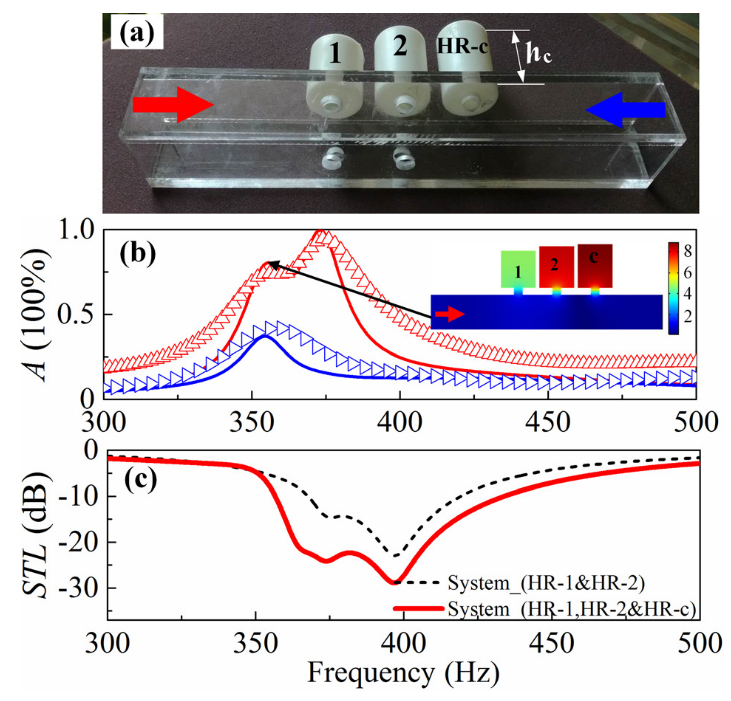 (a)
1
2
HR-c
hc
(b)
A (100%)
1.0
0.5
0
1
2
c
8
6
4
2
300
350
400
450
500
(c)
STL (dB)
0
-10
-20
-30
System_(HR-1&HR-2)
System_(HR-1,HR-2&HR-c)
300
350
400
450
500
Frequency (Hz)